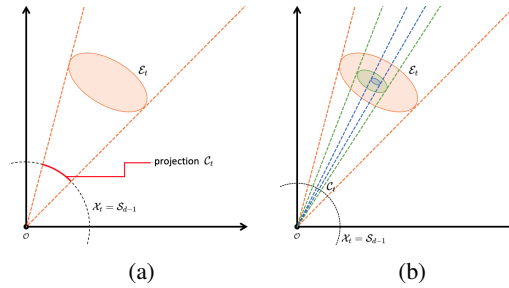 ℰ_t
projection 𝒞_t
𝒳_t = 𝒮_{d−1}
𝒪
(a)
ℰ_t
𝒞_t
𝒳_t = 𝒮_{d−1}
𝒪
(b)